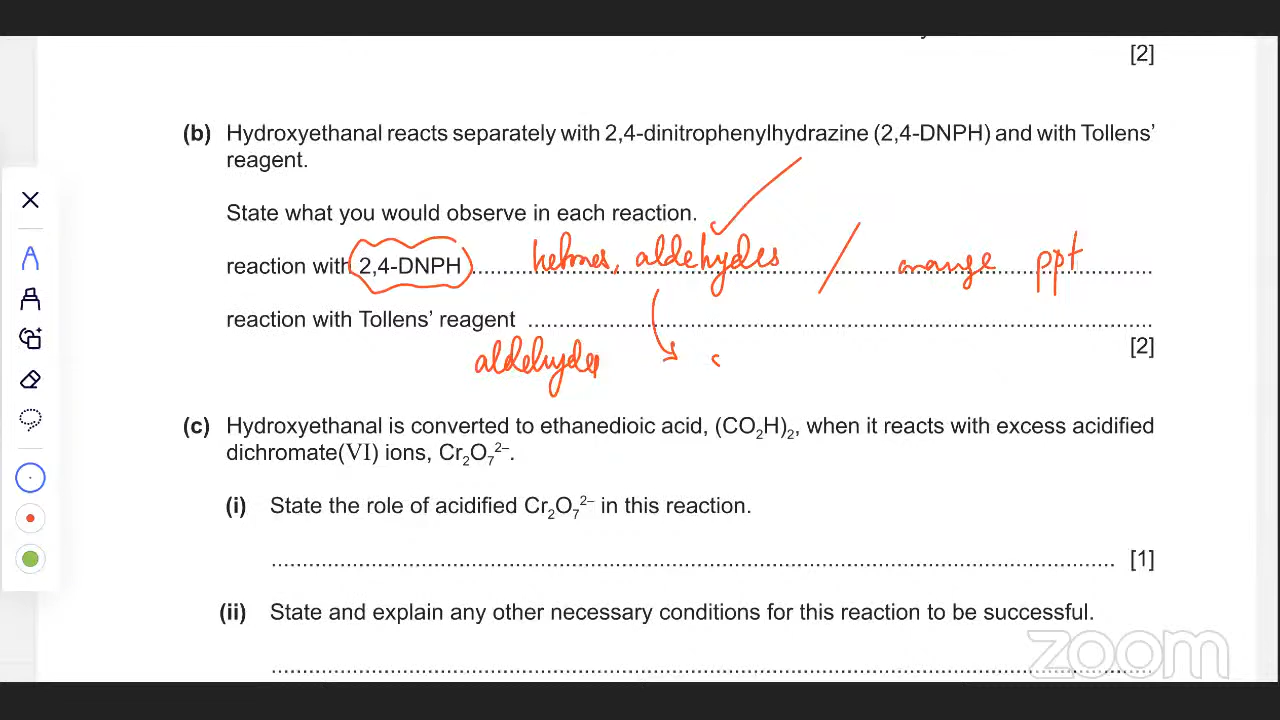 [2]
(b) Hydroxyethanal reacts separately with 2,4-dinitrophenylhydrazine (2,4-DNPH) and with Tollens’
reagent.
State what you would observe in each reaction.
reaction with 2,4-DNPH ketones, aldehydes / orange ppt
reaction with Tollens’ reagent
[2]
aldehydes
(c) Hydroxyethanal is converted to ethanedioic acid, (CO₂H)₂, when it reacts with excess acidified
dichromate(VI) ions, Cr₂O₇²⁻.
(i) State the role of acidified Cr₂O₇²⁻ in this reaction.
[1]
(ii) State and explain any other necessary conditions for this reaction to be successful.
zoom